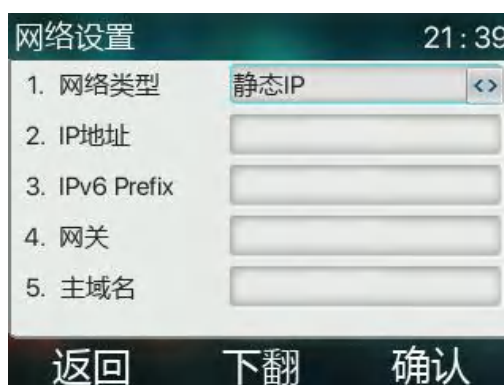 网络设置 21:39
1. 网络类型 静态IP <>
2. IP地址
3. IPv6 Prefix
4. 网关
5. 主域名
返回 下翻 确认